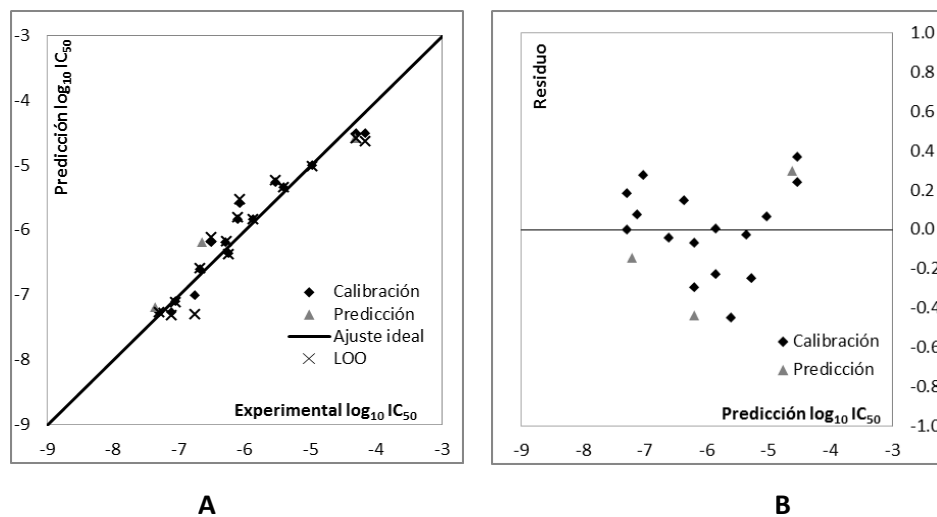 -3
-4
-5
-6
-7
-8
-9
Predicción log₁₀ IC₅₀
Calibración
Predicción
Ajuste ideal
LOO
Experimental log₁₀ IC₅₀
-9 -8 -7 -6 -5 -4 -3
A
Residuo
1.0
0.8
0.6
0.4
0.2
0.0
-0.2
-0.4
-0.6
-0.8
-1.0
Calibración
Predicción
Predicción log₁₀ IC₅₀
-9 -8 -7 -6 -5 -4 -3
B